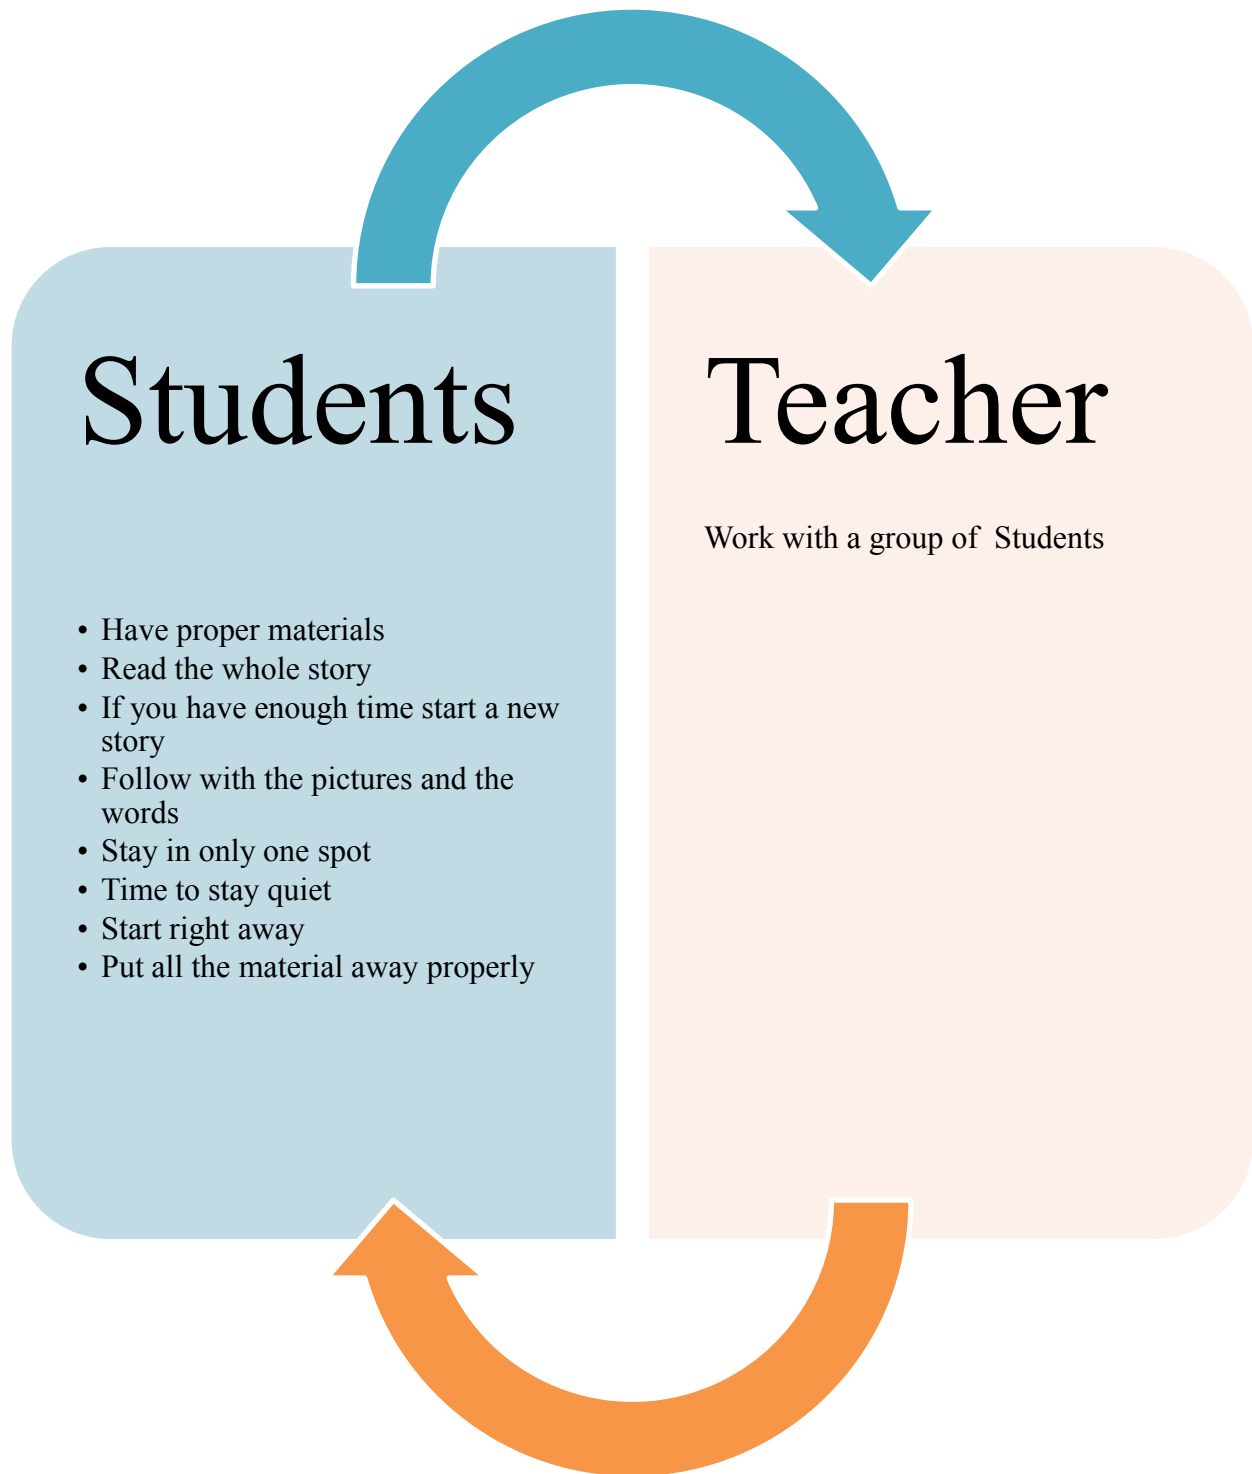 Students
• Have proper materials
• Read the whole story
• If you have enough time start a new
story
• Follow with the pictures and the
words
• Stay in only one spot
• Time to stay quiet
• Start right away
• Put all the material away properly
Teacher
Work with a group of  Students